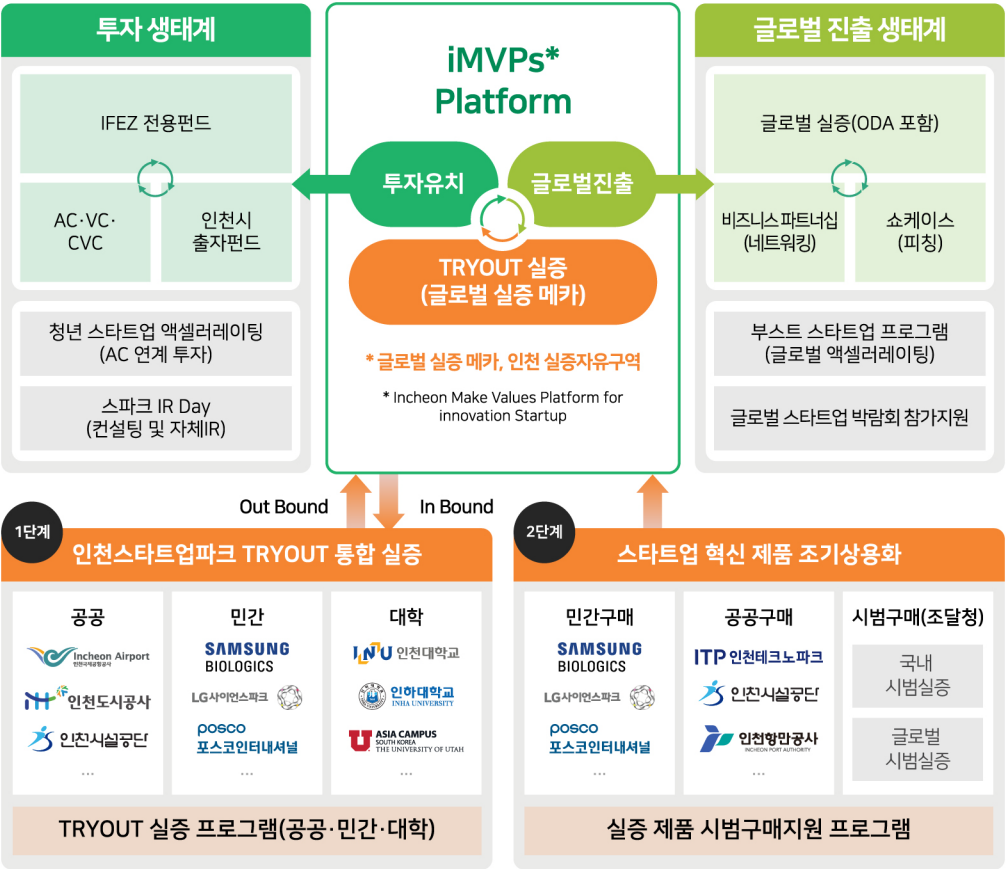 투자 생태계
IFEZ 전용펀드
AC·VC·
CVC
인천시
출자펀드
청년 스타트업 액셀러레이팅
(AC 연계 투자)
스파크 IR Day
(컨설팅 및 자체IR)
iMVPs*
Platform
투자유치
글로벌진출
TRYOUT 실증
(글로벌 실증 메카)
* 글로벌 실증 메카, 인천 실증자유구역
* Incheon Make Values Platform for
innovation Startup
글로벌 진출 생태계
글로벌 실증(ODA 포함)
비즈니스파트너십
(네트워킹)
쇼케이스
(피칭)
부스트 스타트업 프로그램
(글로벌 액셀러레이팅)
글로벌 스타트업 박람회 참가지원
Out Bound
In Bound
1단계
인천스타트업파크 TRYOUT 통합 실증
공공
Incheon Airport
인천국제공항공사
iH 인천도시공사
인천시설공단
...
민간
SAMSUNG
BIOLOGICS
LG사이언스파크
posco
포스코인터내셔널
...
대학
INU 인천대학교
인하대학교
INHA UNIVERSITY
U ASIA CAMPUS
SOUTH KOREA
THE UNIVERSITY OF UTAH
...
TRYOUT 실증 프로그램(공공·민간·대학)
2단계
스타트업 혁신 제품 조기상용화
민간구매
SAMSUNG
BIOLOGICS
LG사이언스파크
posco
포스코인터내셔널
...
공공구매
ITP 인천테크노파크
인천시설공단
인천항만공사
INCHEON PORT AUTHORITY
...
시범구매(조달청)
국내
시범실증
글로벌
시범실증
실증 제품 시범구매지원 프로그램